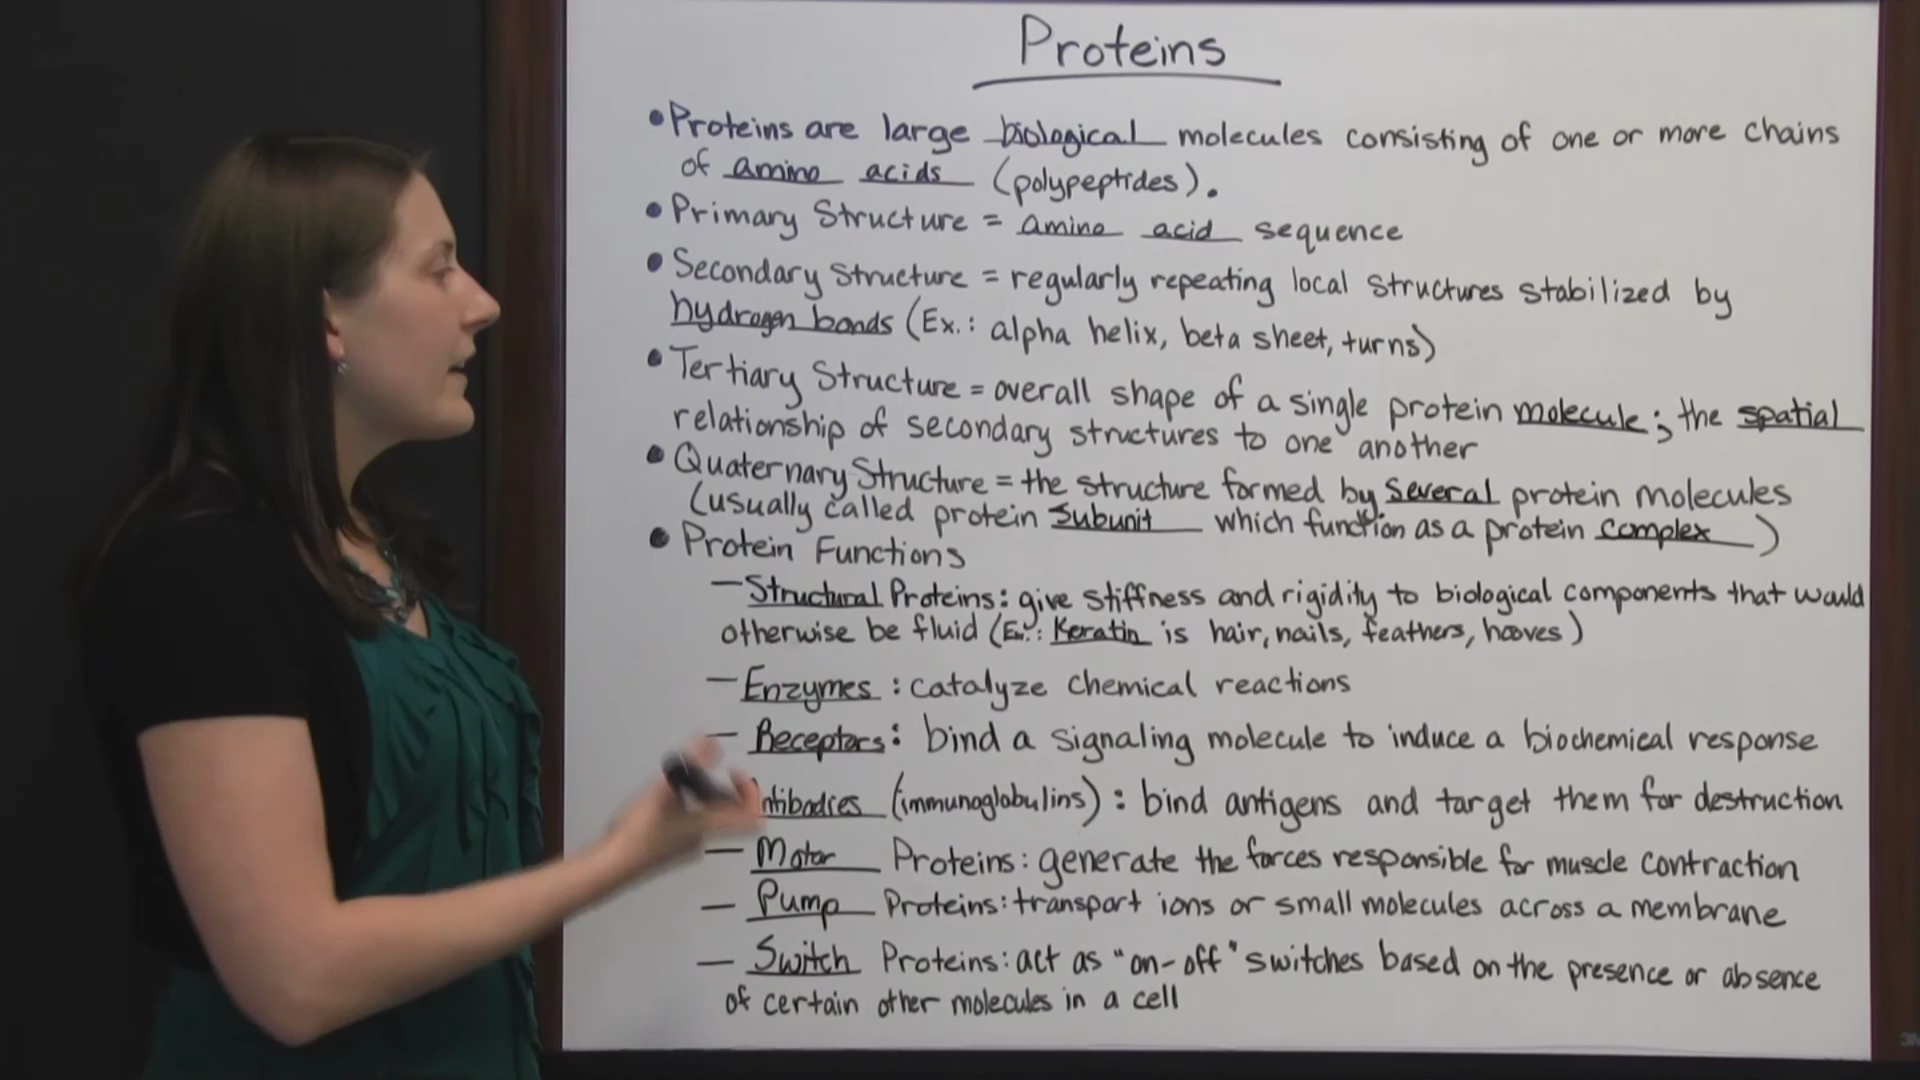 Proteins
•Proteins are large biological molecules consisting of one or more chains
of amino acids (polypeptides).
•Primary Structure = amino acid sequence
•Secondary Structure = regularly repeating local structures stabilized by
hydrogen bonds (Ex.: alpha helix, beta sheet, turns)
•Tertiary Structure = overall shape of a single protein molecule; the spatial
relationship of secondary structures to one another
•Quaternary Structure = the structure formed by several protein molecules
(usually called protein subunit which function as a protein complex)
•Protein Functions
—Structural Proteins: give stiffness and rigidity to biological components that would
otherwise be fluid (Ex.: Keratin is hair, nails, feathers, hooves)
—Enzymes: catalyze chemical reactions
—Receptors: bind a signaling molecule to induce a biochemical response
ntibodies (immunoglobulins): bind antigens and target them for destruction
—Motor Proteins: generate the forces responsible for muscle contraction
—Pump Proteins: transport ions or small molecules across a membrane
—Switch Proteins: act as "on-off" switches based on the presence or absence
of certain other molecules in a cell